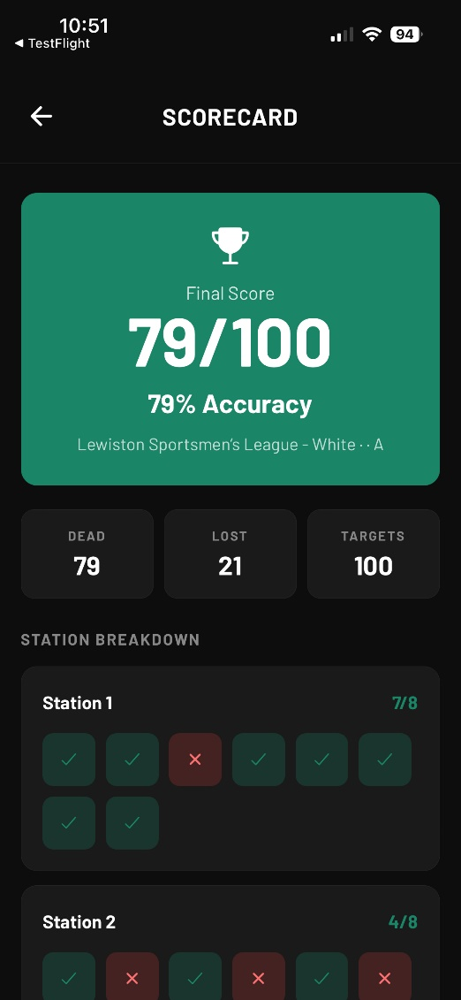 10:51
◀ TestFlight
94
SCORECARD
Final Score
79/100
79% Accuracy
Lewiston Sportsmen's League - White · · A
DEAD
79
LOST
21
TARGETS
100
STATION BREAKDOWN
Station 1
7/8
Station 2
4/8